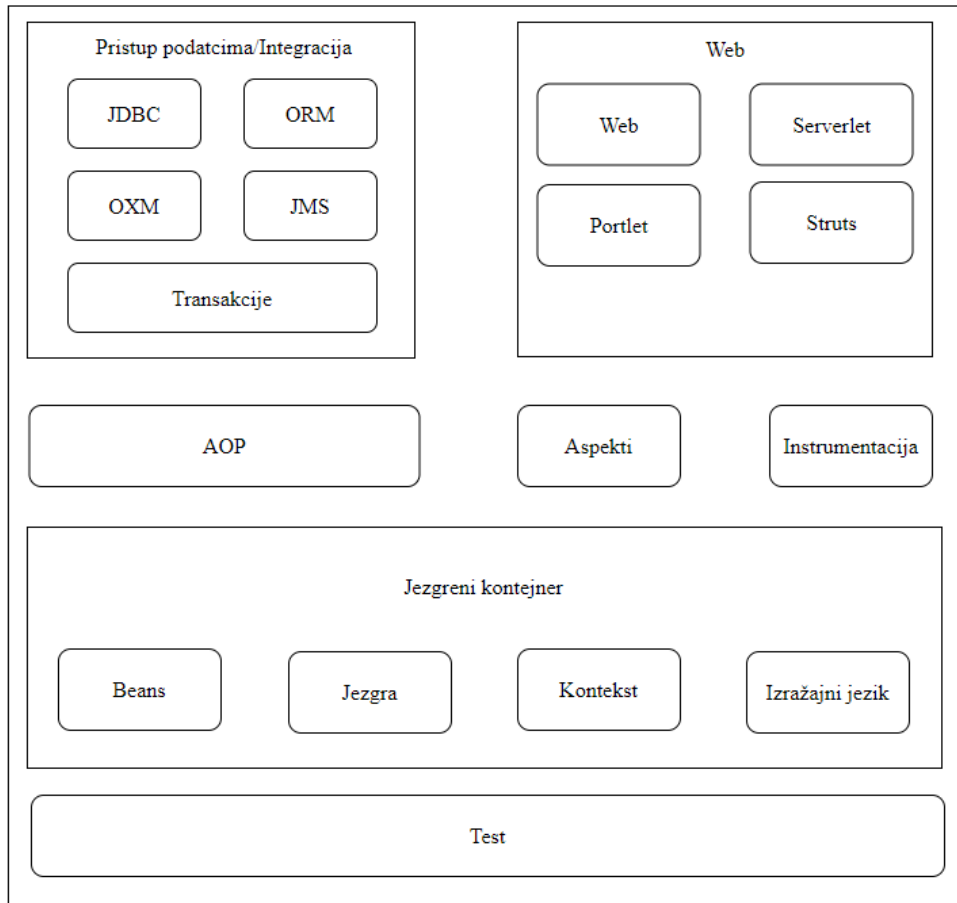 Pristup podatcima/Integracija
JDBC
ORM
OXM
JMS
Transakcije
Web
Web
Serverlet
Portlet
Struts
AOP
Aspekti
Instrumentacija
Jezgreni kontejner
Beans
Jezgra
Kontekst
Izražajni jezik
Test